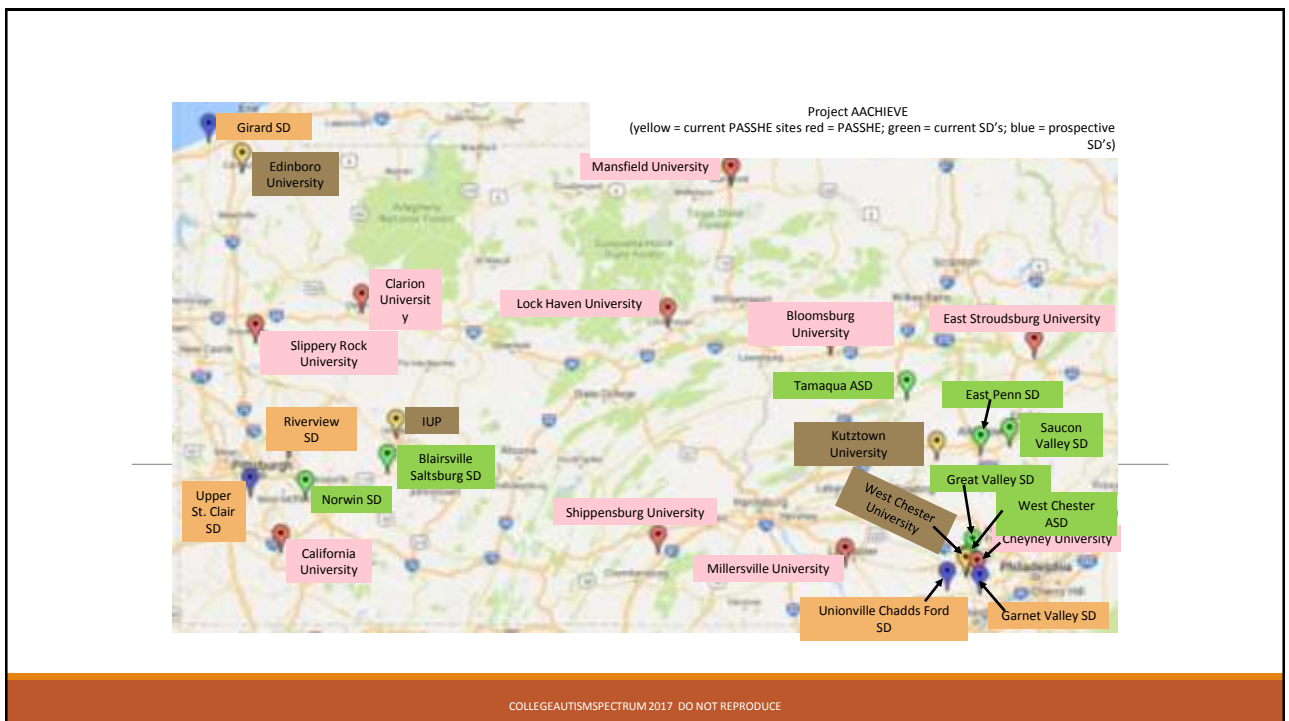 Project AACHIEVE
(yellow = current PASSHE sites red = PASSHE; green = current SD's; blue = prospective
SD's)
Girard SD
Edinboro
University
Mansfield University
Clarion
Universit
y
Lock Haven University
Bloomsburg
University
East Stroudsburg University
Slippery Rock
University
Tamaqua ASD
East Penn SD
Riverview
SD
IUP
Kutztown
University
Saucon
Valley SD
Blairsville
Saltsburg SD
Pittsburgh
Great Valley SD
Upper
St. Clair
SD
Norwin SD
West Chester
University
West Chester
ASD
Shippensburg University
Cheyney University
California
University
Millersville University
Philadelphia
Unionville Chadds Ford
SD
Garnet Valley SD
COLLEGEAUTISMSPECTRUM 2017 DO NOT REPRODUCE